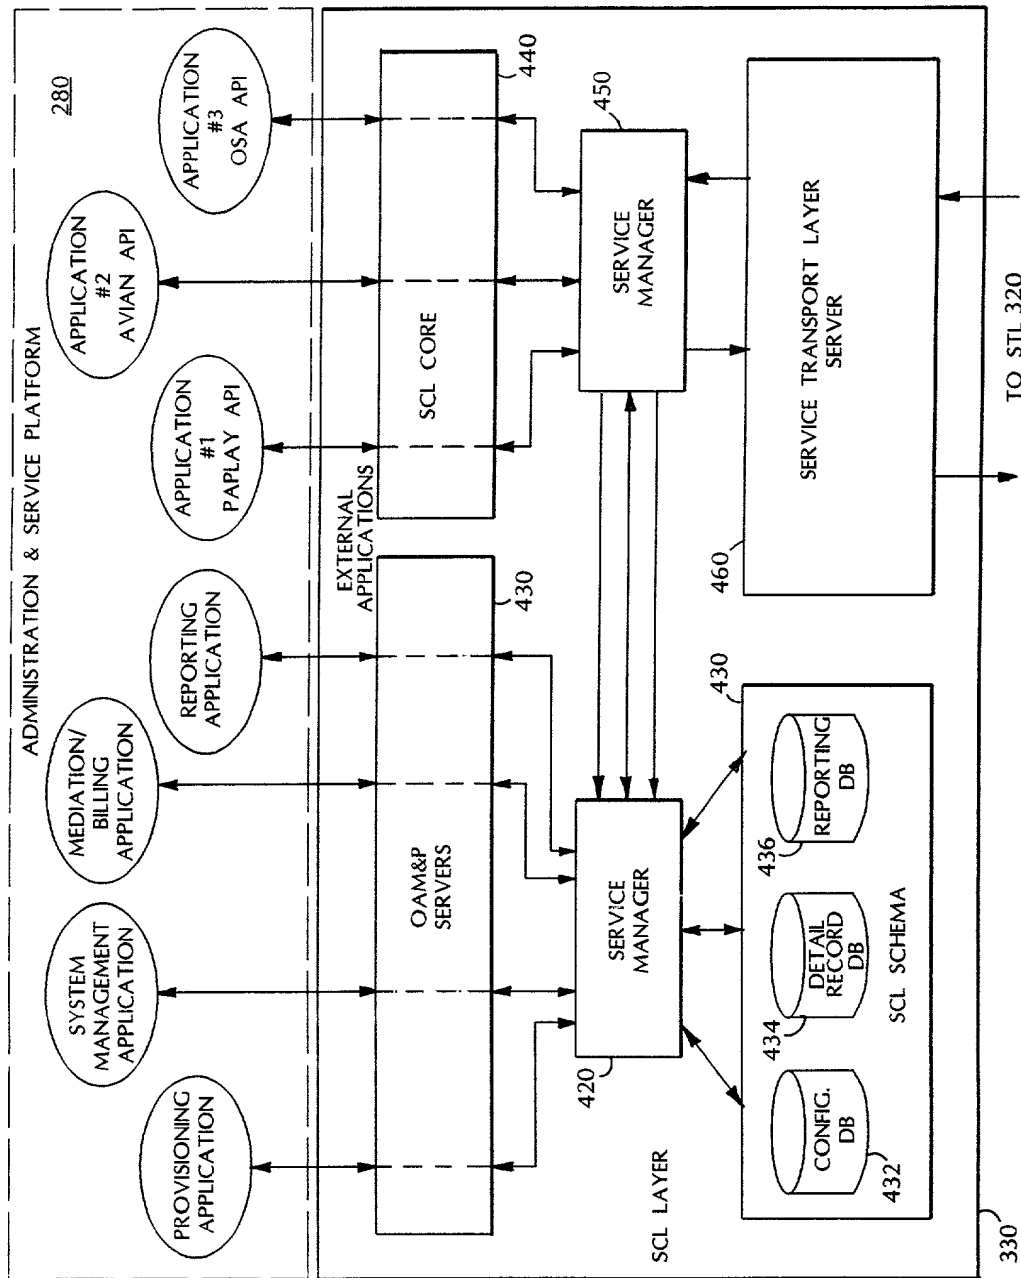 ADMINISTRATION & SERVICE PLATFORM
280
PROVISIONING
APPLICATION
SYSTEM
MANAGEMENT
APPLICATION
MEDIATION/
BILLING
APPLICATION
REPORTING
APPLICATION
APPLICATION
#1
PAPLAY API
APPLICATION
#2
AVIAN API
APPLICATION
#3
OSA API
EXTERNAL
APPLICATIONS
OAM&P
SERVERS
430
SCL CORE
440
SERVICE
MANAGER
420
SERVICE
MANAGER
450
SCL LAYER
CONFIG.
DB
432
DETAIL
RECORD
DB
434
REPORTING
DB
436
SCL SCHEMA
430
SERVICE TRANSPORT LAYER
SERVER
460
TO STL 320
330